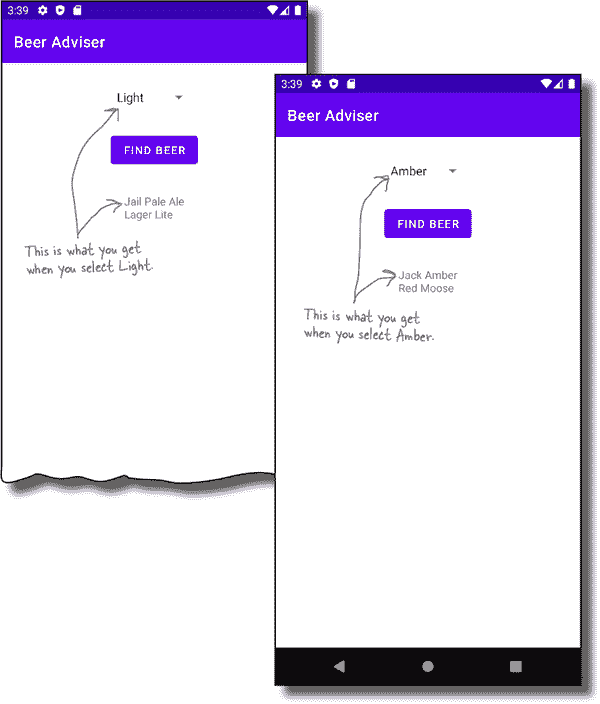 3:39
Beer Adviser
Light
FIND BEER
Jail Pale Ale
Lager Lite
This is what you get
when you select Light.
3:39
Beer Adviser
Amber
FIND BEER
Jack Amber
Red Moose
This is what you get
when you select Amber.